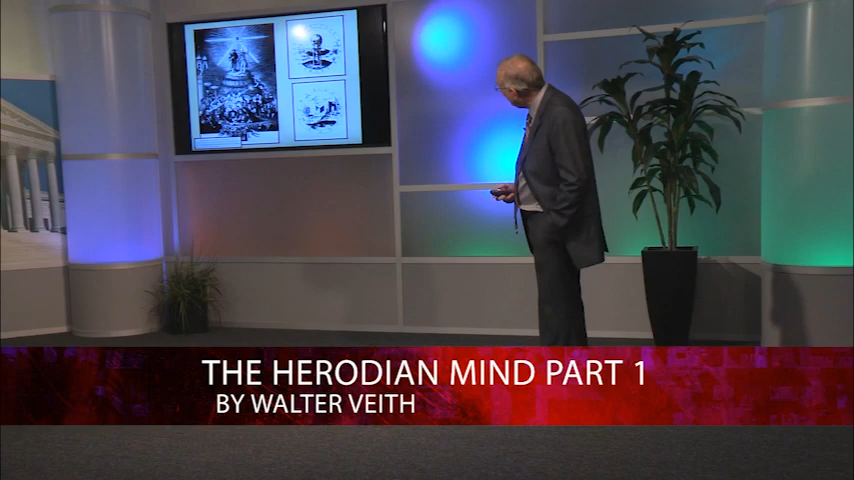 THE HERODIAN MIND PART 1
BY WALTER VEITH